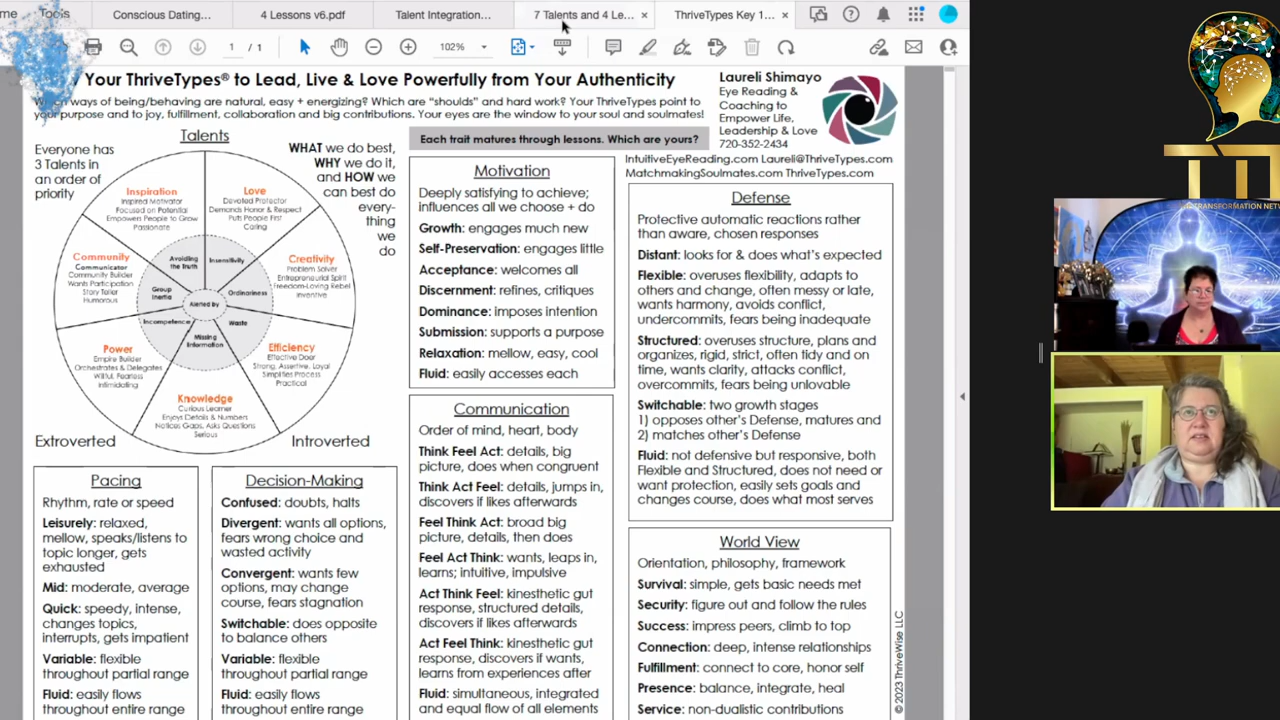 me
Tools
Conscious Dating...
4 Lessons v6.pdf
Talent Integration...
7 Talents and 4 Le... ×
ThriveTypes Key 1... ×
1 / 1
102%
Your ThriveTypes® to Lead, Live & Love Powerfully from Your Authenticity
ways of being/behaving are natural, easy + energizing? Which are "shoulds" and hard work? Your ThriveTypes point to
your purpose and to joy, fulfillment, collaboration and big contributions. Your eyes are the window to your soul and soulmates!
Laureli Shimayo
Eye Reading &
Coaching to
Empower Life,
Leadership & Love
720-352-2434
IntuitiveEyeReading.com Laureli@ThriveTypes.com
MatchmakingSoulmates.com ThriveTypes.com
Talents
Everyone has
3 Talents in
an order of
priority
WHAT we do best,
WHY we do it,
and HOW we
can best do
every-
thing
we
do
Inspiration
Inspired Motivator
Focused on Potential
Empowers People to Grow
Passionate
Love
Devoted Protector
Demands Honor & Respect
Puts People First
Caring
Community
Communicator
Community Builder
Wants Participation
Story Teller
Humorous
Creativity
Problem Solver
Entrepreneurial Spirit
Freedom-Loving Rebel
Inventive
Power
Empire Builder
Orchestrates & Delegates
Willful, Fearless
Intimidating
Efficiency
Effective Doer
Strong, Assertive, Loyal
Simplifies Process
Practical
Knowledge
Curious Learner
Enjoys Details & Numbers
Notices Gaps, Asks Questions
Serious
Avoiding
the Truth
Insensitivity
Group
Inertia
Ordinariness
Alerted by
Incompetence
Waste
Missing
Information
Extroverted
Introverted
Each trait matures through lessons. Which are yours?
Motivation
Deeply satisfying to achieve;
influences all we choose + do
Growth: engages much new
Self-Preservation: engages little
Acceptance: welcomes all
Discernment: refines, critiques
Dominance: imposes intention
Submission: supports a purpose
Relaxation: mellow, easy, cool
Fluid: easily accesses each
Defense
Protective automatic reactions rather
than aware, chosen responses
Distant: looks for & does what's expected
Flexible: overuses flexibility, adapts to
others and change, often messy or late,
wants harmony, avoids conflict,
undercommits, fears being inadequate
Structured: overuses structure, plans and
organizes, rigid, strict, often tidy and on
time, wants clarity, attacks conflict,
overcommits, fears being unlovable
Switchable: two growth stages
1) opposes other's Defense, matures and
2) matches other's Defense
Fluid: not defensive but responsive, both
Flexible and Structured, does not need or
want protection, easily sets goals and
changes course, does what most serves
Pacing
Rhythm, rate or speed
Leisurely: relaxed,
mellow, speaks/listens to
topic longer, gets
exhausted
Mid: moderate, average
Quick: speedy, intense,
changes topics,
interrupts, gets impatient
Variable: flexible
throughout partial range
Fluid: easily flows
throughout entire range
Decision-Making
Confused: doubts, halts
Divergent: wants all options,
fears wrong choice and
wasted activity
Convergent: wants few
options, may change
course, fears stagnation
Switchable: does opposite
to balance others
Variable: flexible
throughout partial range
Fluid: easily flows
throughout entire range
Communication
Order of mind, heart, body
Think Feel Act: details, big
picture, does when congruent
Think Act Feel: details, jumps in,
discovers if likes afterwards
Feel Think Act: broad big
picture, details, then does
Feel Act Think: wants, leaps in,
learns; intuitive, impulsive
Act Think Feel: kinesthetic gut
response, structured details,
discovers if likes afterwards
Act Feel Think: kinesthetic gut
response, discovers if wants,
learns from experiences after
Fluid: simultaneous, integrated
and equal flow of all elements
World View
Orientation, philosophy, framework
Survival: simple, gets basic needs met
Security: figure out and follow the rules
Success: impress peers, climb to top
Connection: deep, intense relationships
Fulfillment: connect to core, honor self
Presence: balance, integrate, heal
Service: non-dualistic contributions
© 2023 ThriveWise LLC